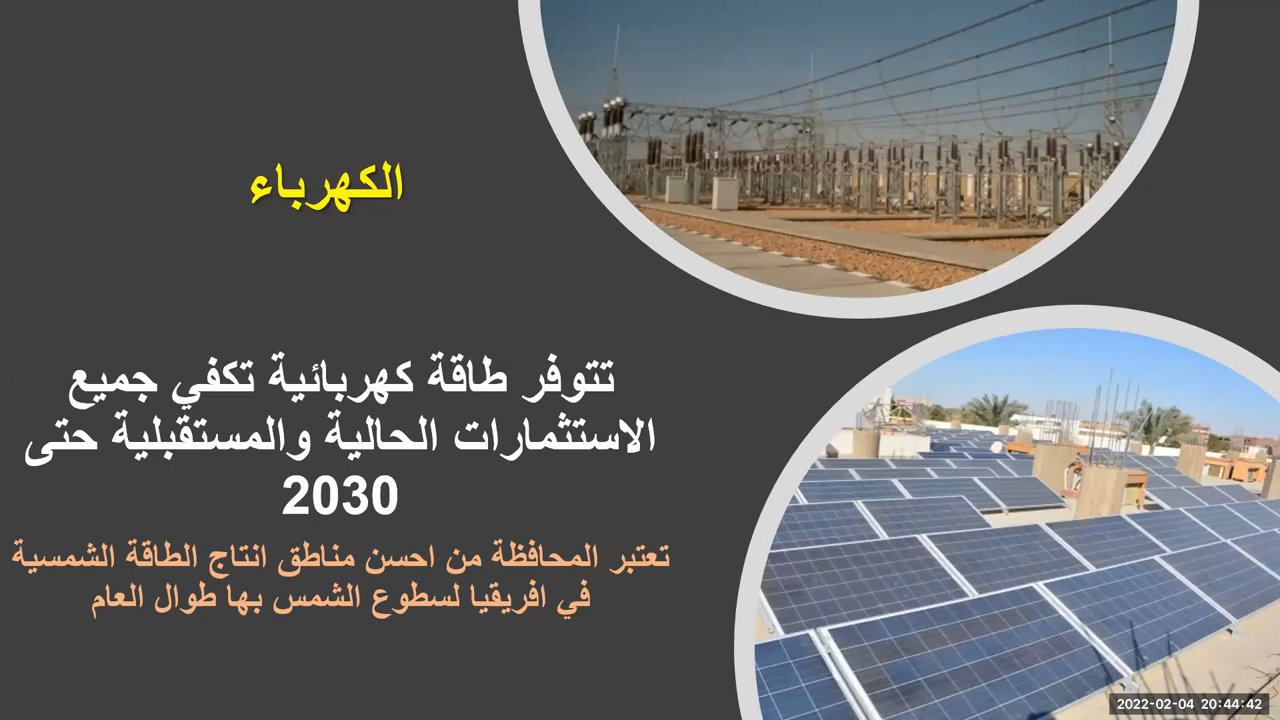 الكهرباء
تتوفر طاقة كهربائية تكفي جميع
الاستثمارات الحالية والمستقبلية حتى
2030
تعتبر المحافظة من احسن مناطق انتاج الطاقة الشمسية
في افريقيا لسطوع الشمس بها طوال العام
2022-02-04 20:44:42